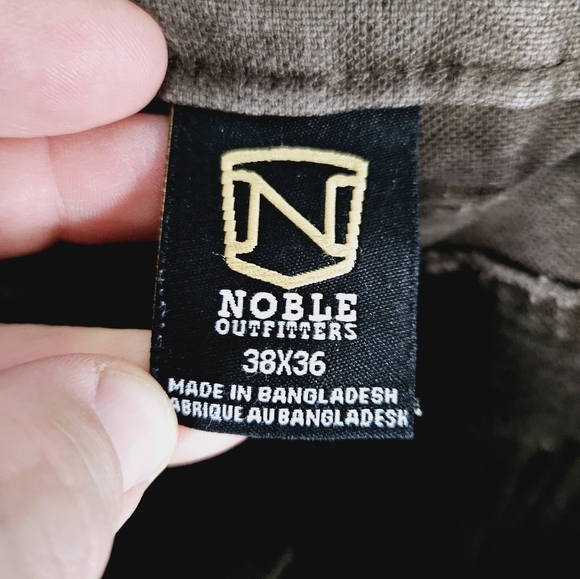 N
NOBLE
OUTFITTERS
38X36
MADE IN BANGLADESH
ABRIQUE AU BANGLADESH